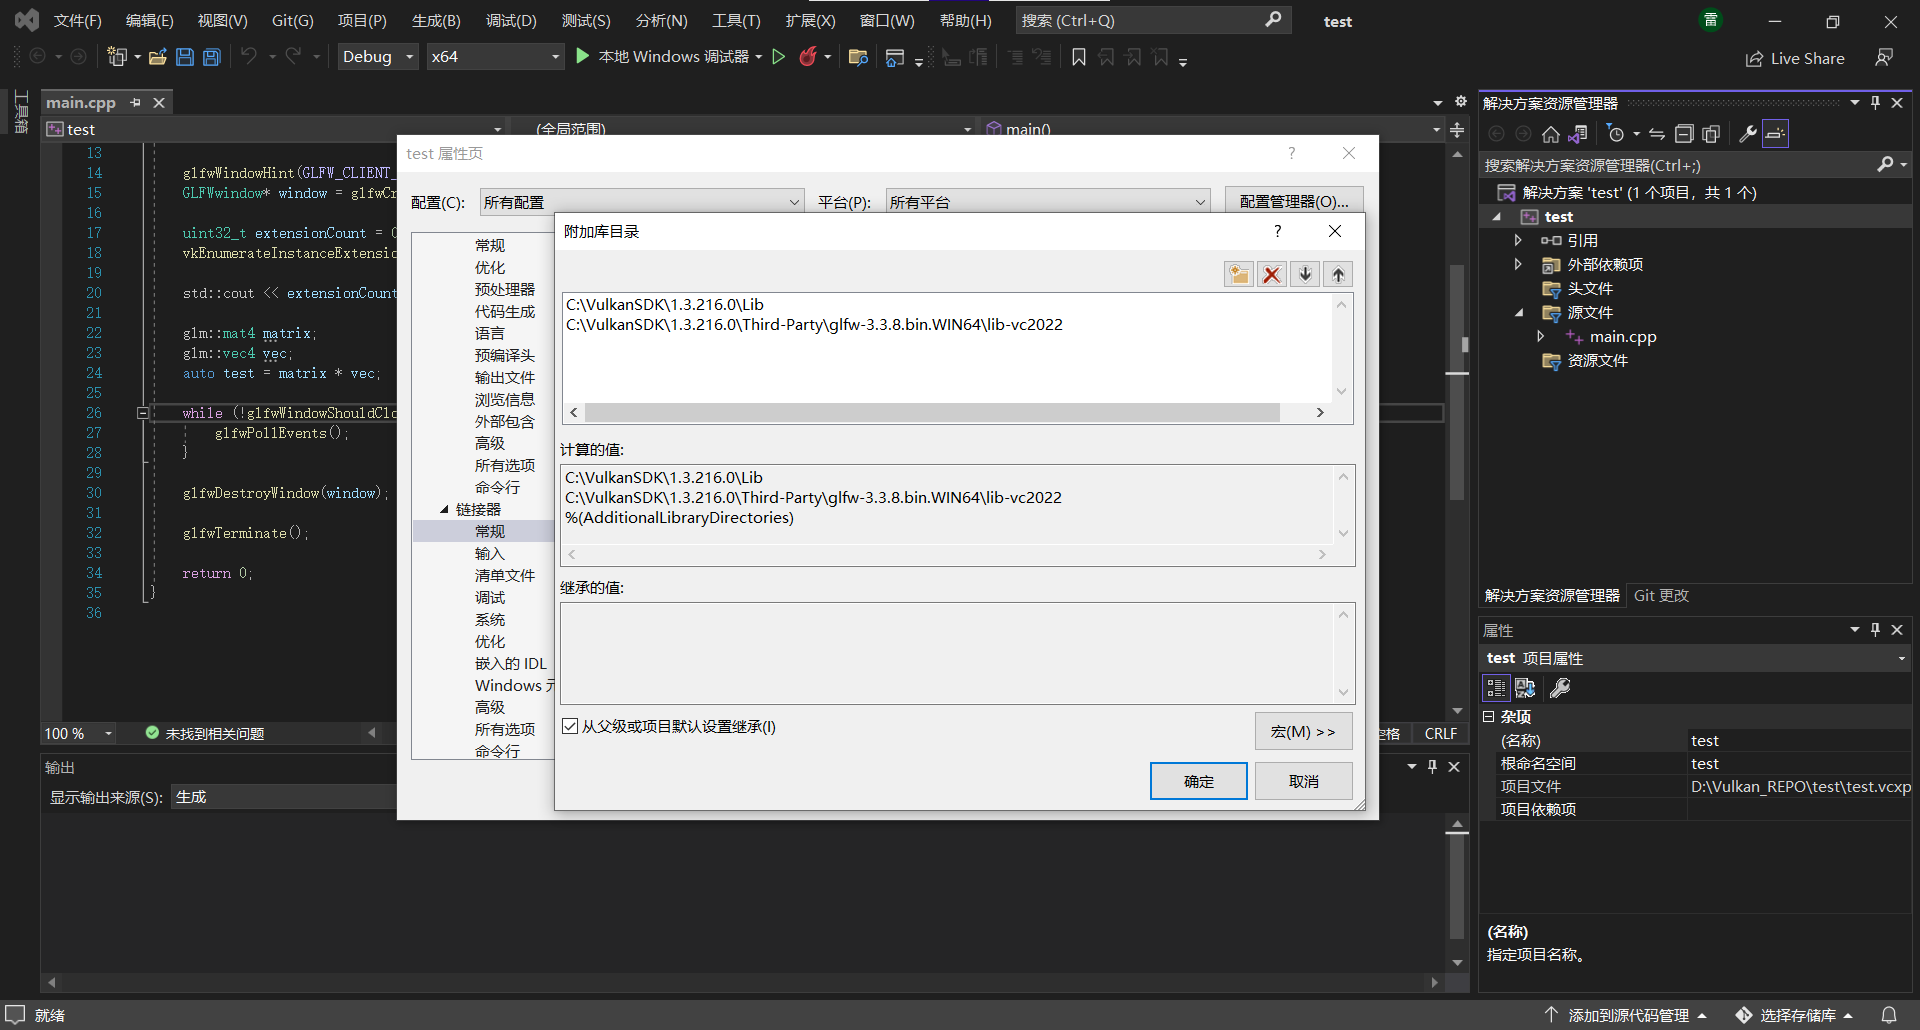 文件(F) 编辑(E) 视图(V) Git(G) 项目(P) 生成(B) 调试(D) 测试(S) 分析(N) 工具(T) 扩展(X) 窗口(W) 帮助(H) 搜索 (Ctrl+Q) test 雷
Debug x64 本地 Windows 调试器 Live Share
工具箱
main.cpp
test (全局范围) main()
13
14 glfwWindowHint(GLFW_CLIENT_
15 GLFWwindow* window = glfwCr
16
17 uint32_t extensionCount = 0
18 vkEnumerateInstanceExtensio
19
20 std::cout << extensionCount
21
22 glm::mat4 matrix;
23 glm::vec4 vec;
24 auto test = matrix * vec;
25
26 while (!glfwWindowShouldClo
27 glfwPollEvents();
28 }
29
30 glfwDestroyWindow(window);
31
32 glfwTerminate();
33
34 return 0;
35 }
36
100 % 未找到相关问题 空格 CRLF
输出
显示输出来源(S): 生成
test 属性页 ?
配置(C): 所有配置 平台(P): 所有平台 配置管理器(O)...
常规
优化
预处理器
代码生成
语言
预编译头
输出文件
浏览信息
外部包含
高级
所有选项
命令行
链接器
常规
输入
清单文件
调试
系统
优化
嵌入的 IDL
Windows 元
高级
所有选项
命令行
附加库目录 ?
C:\VulkanSDK\1.3.216.0\Lib
C:\VulkanSDK\1.3.216.0\Third-Party\glfw-3.3.8.bin.WIN64\lib-vc2022
计算的值:
C:\VulkanSDK\1.3.216.0\Lib
C:\VulkanSDK\1.3.216.0\Third-Party\glfw-3.3.8.bin.WIN64\lib-vc2022
%(AdditionalLibraryDirectories)
继承的值:
从父级或项目默认设置继承(I)
宏(M) >>
确定 取消
解决方案资源管理器
搜索解决方案资源管理器(Ctrl+;)
解决方案 'test' (1 个项目，共 1 个)
test
引用
外部依赖项
头文件
源文件
main.cpp
资源文件
解决方案资源管理器 Git 更改
属性
test 项目属性
杂项
(名称) test
根命名空间 test
项目文件 D:\Vulkan_REPO\test\test.vcxp
项目依赖项
(名称)
指定项目名称。
就绪 添加到源代码管理 选择存储库